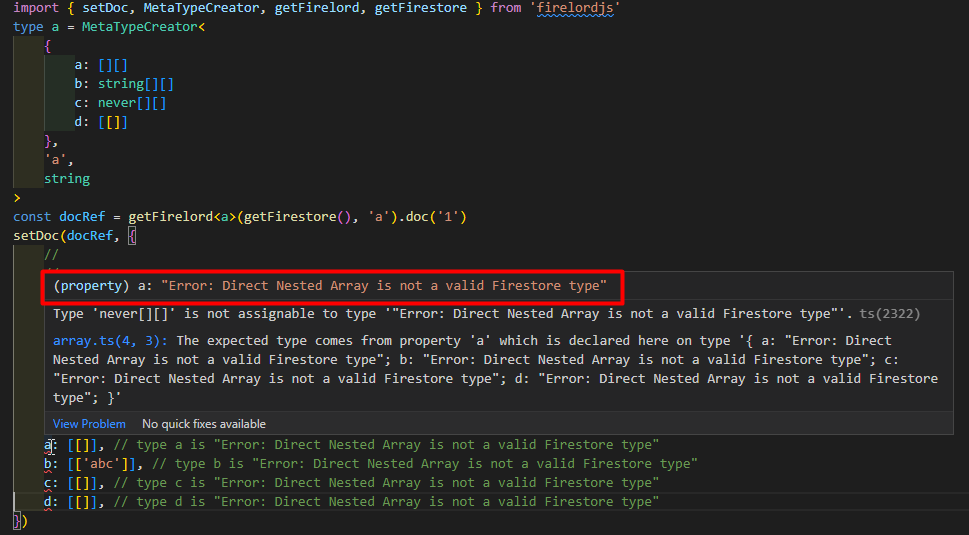 import { setDoc, MetaTypeCreator, getFirelord, getFirestore } from 'firelordjs'
type a = MetaTypeCreator<
{
a: [][]
b: string[][]
c: never[][]
d: [[]]
},
'a',
string
>
const docRef = getFirelord<a>(getFirestore(), 'a').doc('1')
setDoc(docRef, {
//
(property) a: "Error: Direct Nested Array is not a valid Firestore type"
Type 'never[][]' is not assignable to type '"Error: Direct Nested Array is not a valid Firestore type"'. ts(2322)
array.ts(4, 3): The expected type comes from property 'a' which is declared here on type '{ a: "Error: Direct
Nested Array is not a valid Firestore type"; b: "Error: Direct Nested Array is not a valid Firestore type"; c:
"Error: Direct Nested Array is not a valid Firestore type"; d: "Error: Direct Nested Array is not a valid Firestore
type"; }'
View Problem No quick fixes available
a: [[]], // type a is "Error: Direct Nested Array is not a valid Firestore type"
b: [['abc']], // type b is "Error: Direct Nested Array is not a valid Firestore type"
c: [[]], // type c is "Error: Direct Nested Array is not a valid Firestore type"
d: [[]], // type d is "Error: Direct Nested Array is not a valid Firestore type"
})